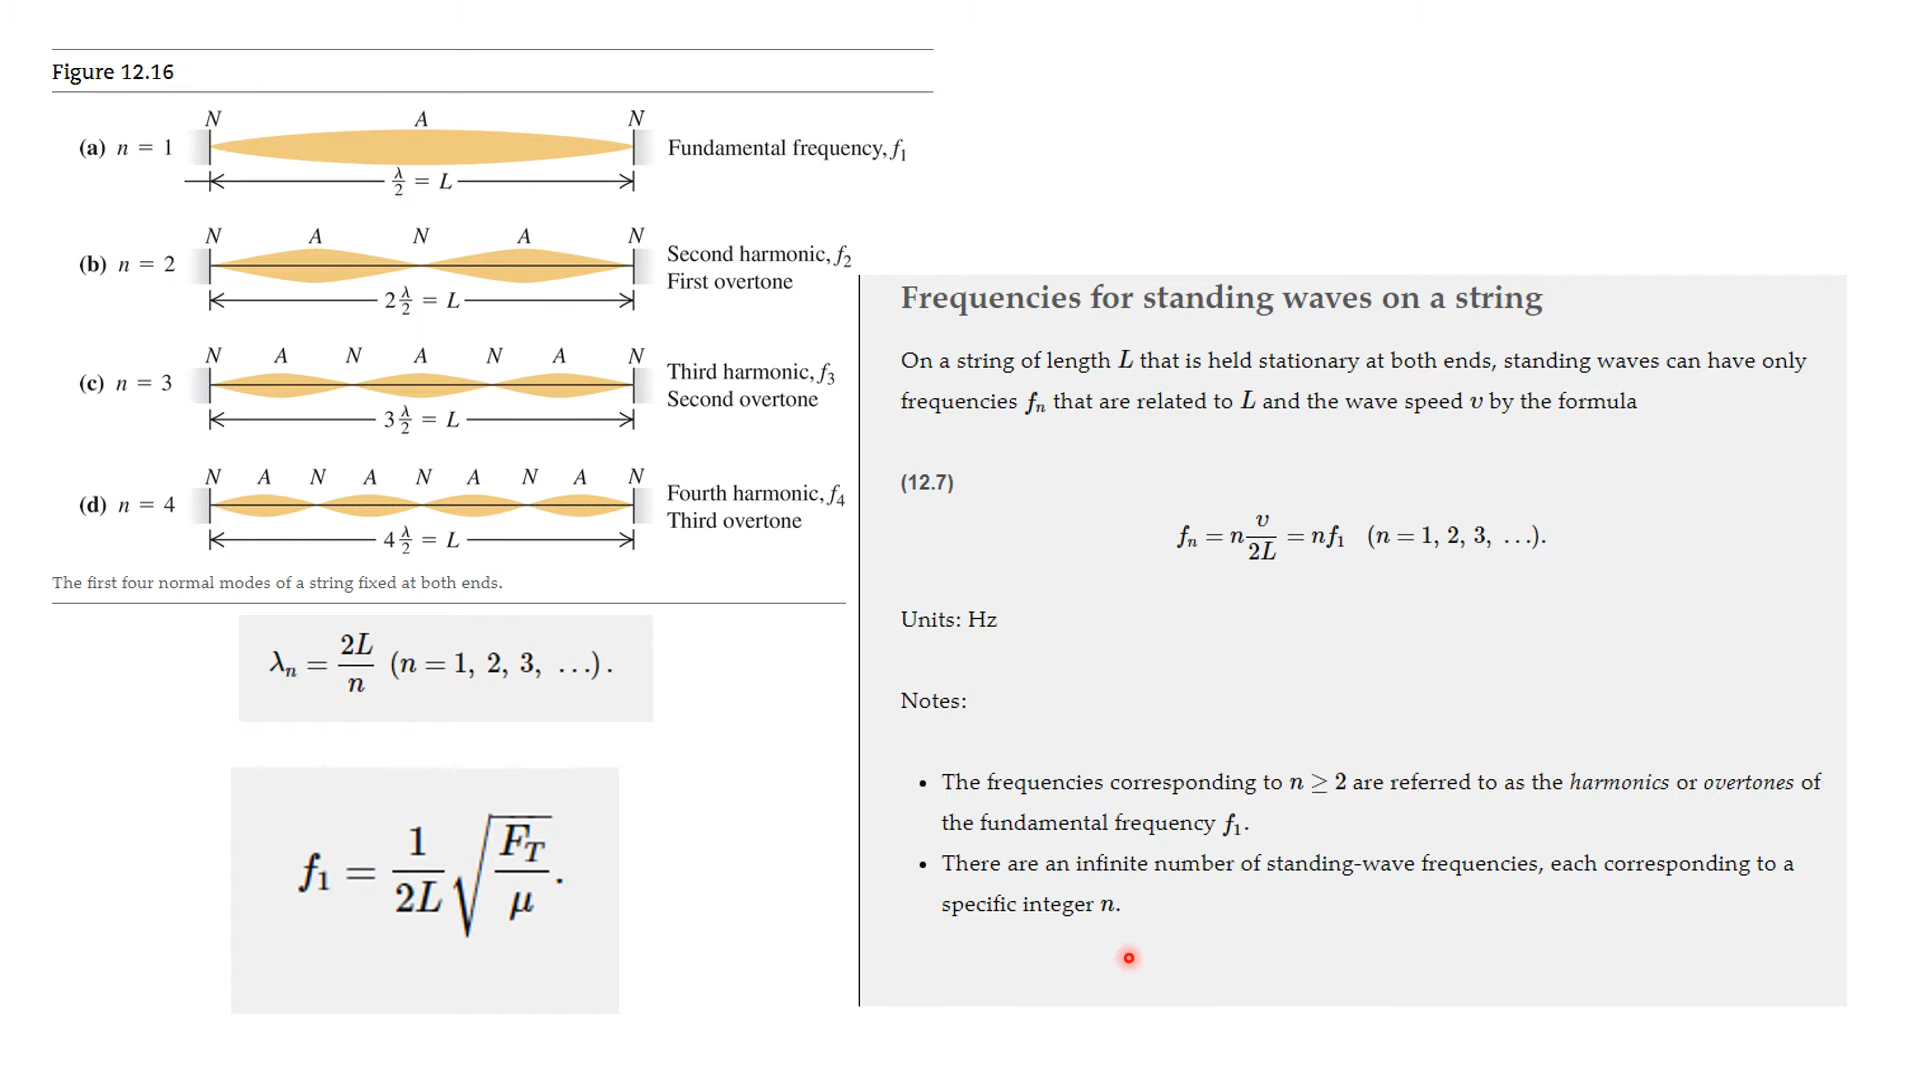 Figure 12.16
N A N
(a) n = 1
Fundamental frequency, f₁
λ/2 = L
N A N A N
(b) n = 2
Second harmonic, f₂
First overtone
2 λ/2 = L
N A N A N A N
(c) n = 3
Third harmonic, f₃
Second overtone
3 λ/2 = L
N A N A N A N A N
(d) n = 4
Fourth harmonic, f₄
Third overtone
4 λ/2 = L
The first four normal modes of a string fixed at both ends.
λₙ = 2L/n (n = 1, 2, 3, …).
f₁ = 1/2L √(F_T/μ).
Frequencies for standing waves on a string
On a string of length L that is held stationary at both ends, standing waves can have only
frequencies fₙ that are related to L and the wave speed v by the formula
(12.7)
fₙ = n v/2L = nf₁ (n = 1, 2, 3, …).
Units: Hz
Notes:
• The frequencies corresponding to n ≥ 2 are referred to as the harmonics or overtones of
the fundamental frequency f₁.
• There are an infinite number of standing-wave frequencies, each corresponding to a
specific integer n.